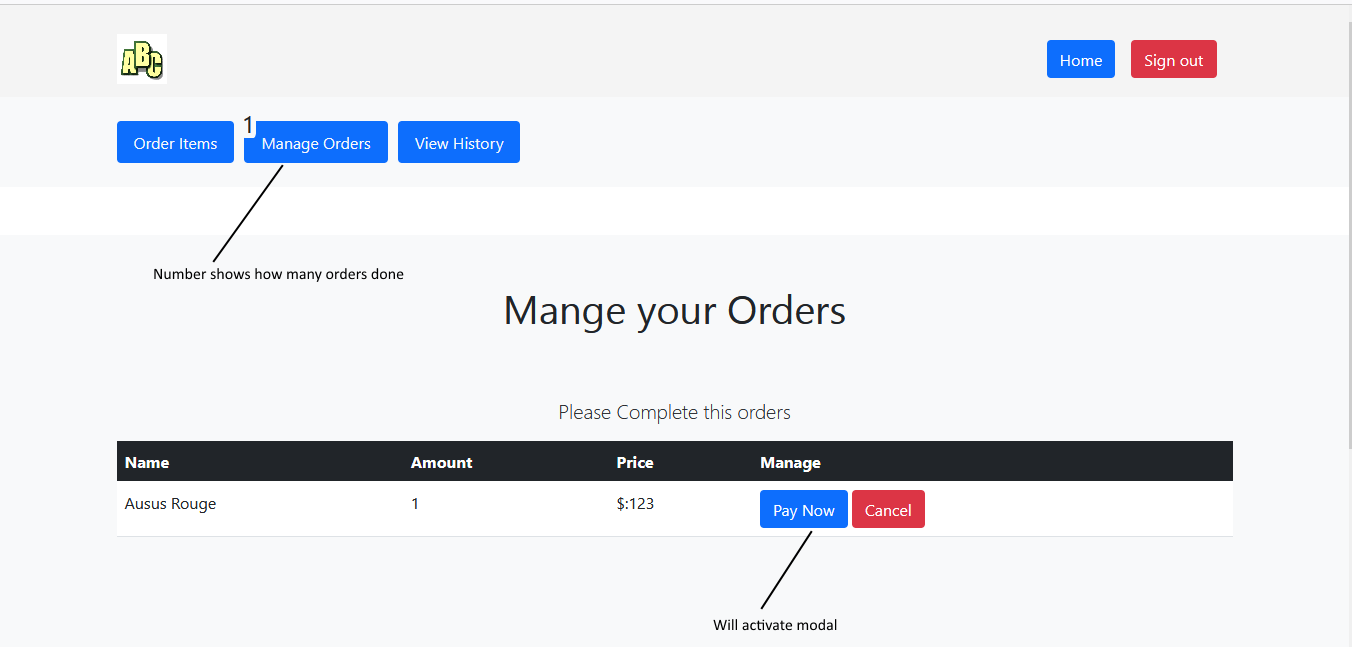 ABC
Home Sign out
1
Order Items Manage Orders View History
Number shows how many orders done
Mange your Orders
Please Complete this orders
Name Amount Price Manage
Ausus Rouge 1 $:123 Pay Now Cancel
Will activate modal